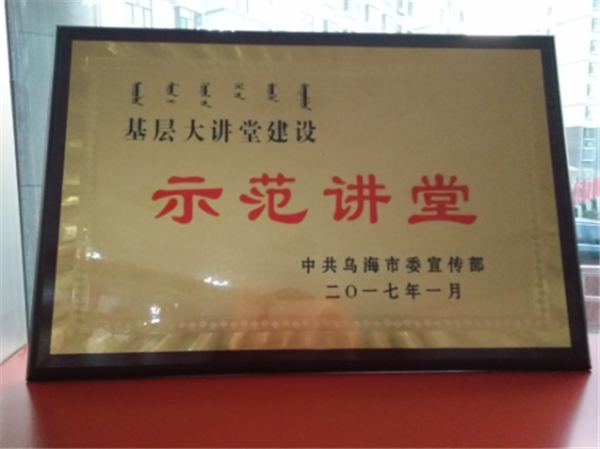 基层大讲堂建设
示范讲堂
中共乌海市委宣传部
二〇一七年一月